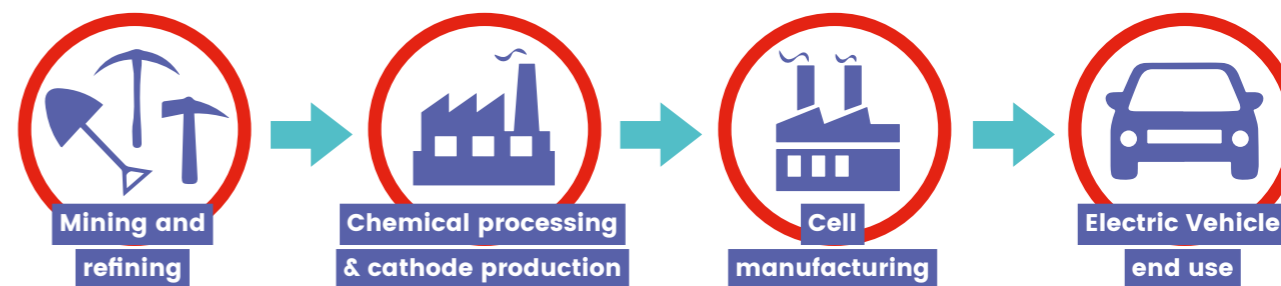 Mining and
refining
Chemical processing
& cathode production
Cell
manufacturing
Electric Vehicle
end use